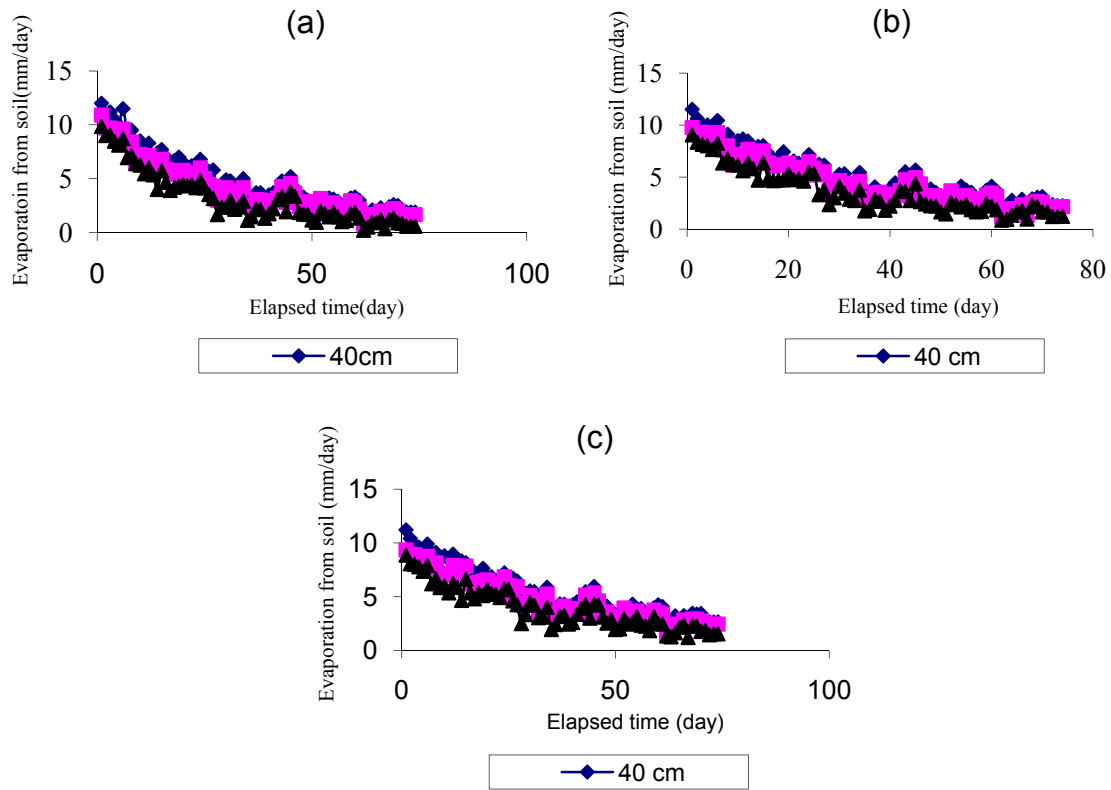 (a)
Evaporatoin from soil(mm/day)
15
10
5
0
0
50
100
Elapsed time(day)
40cm
(b)
Evaporation from soil (mm/day)
15
10
5
0
0
20
40
60
80
Elapsed time (day)
40 cm
(c)
Evaporation from soil (mm/day)
15
10
5
0
0
50
100
Elapsed time (day)
40 cm